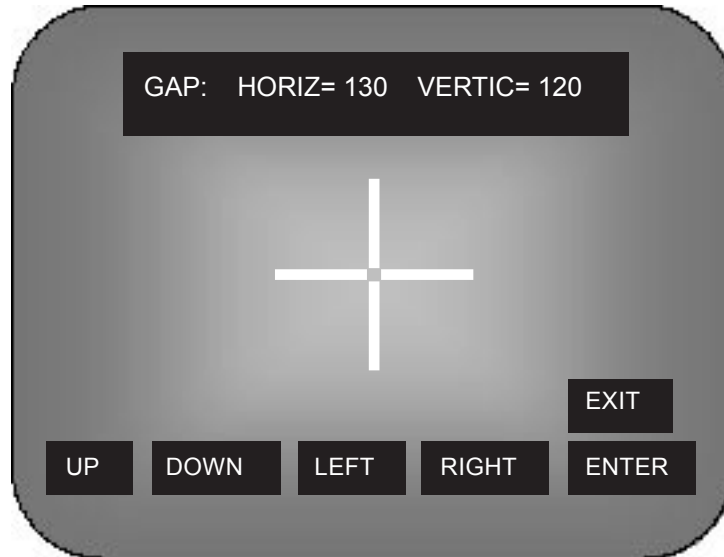 GAP: HORIZ= 130 VERTIC= 120
EXIT
UP DOWN LEFT RIGHT ENTER